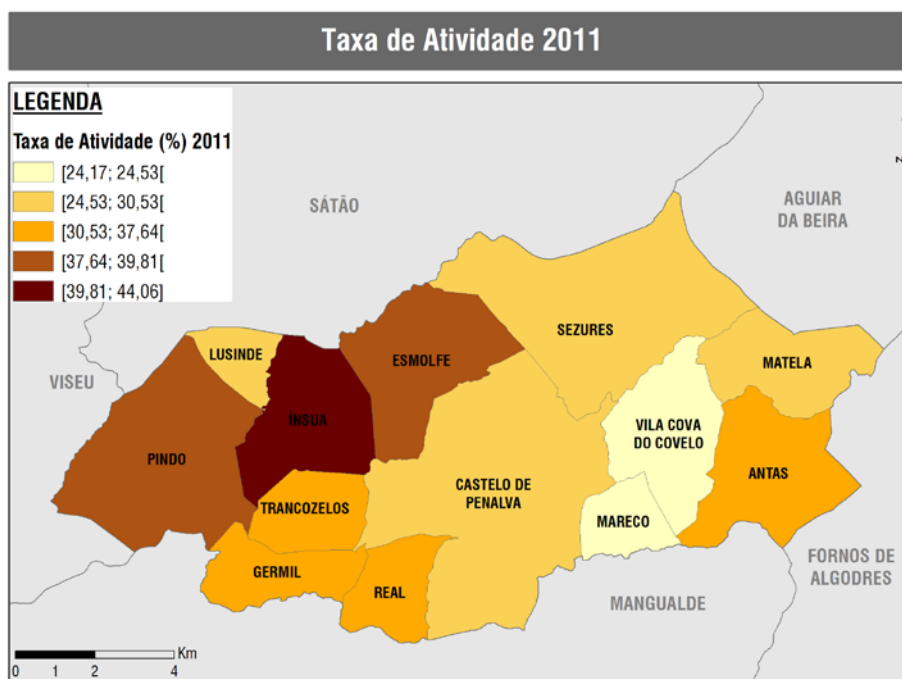 Taxa de Atividade 2011
LEGENDA
Taxa de Atividade (%) 2011
[24,17; 24,53[
[24,53; 30,53[
[30,53; 37,64[
[37,64; 39,81[
[39,81; 44,06]
SÁTÃO
AGUIAR
DA BEIRA
N
SEZURES
LUSINDE
ESMOLFE
MATELA
VISEU
ÍNSUA
VILA COVA
DO COVELO
PINDO
CASTELO DE
PENALVA
ANTAS
TRANCOZELOS
MARECO
FORNOS DE
ALGODRES
GERMIL
REAL
MANGUALDE
Km
0 1 2 4